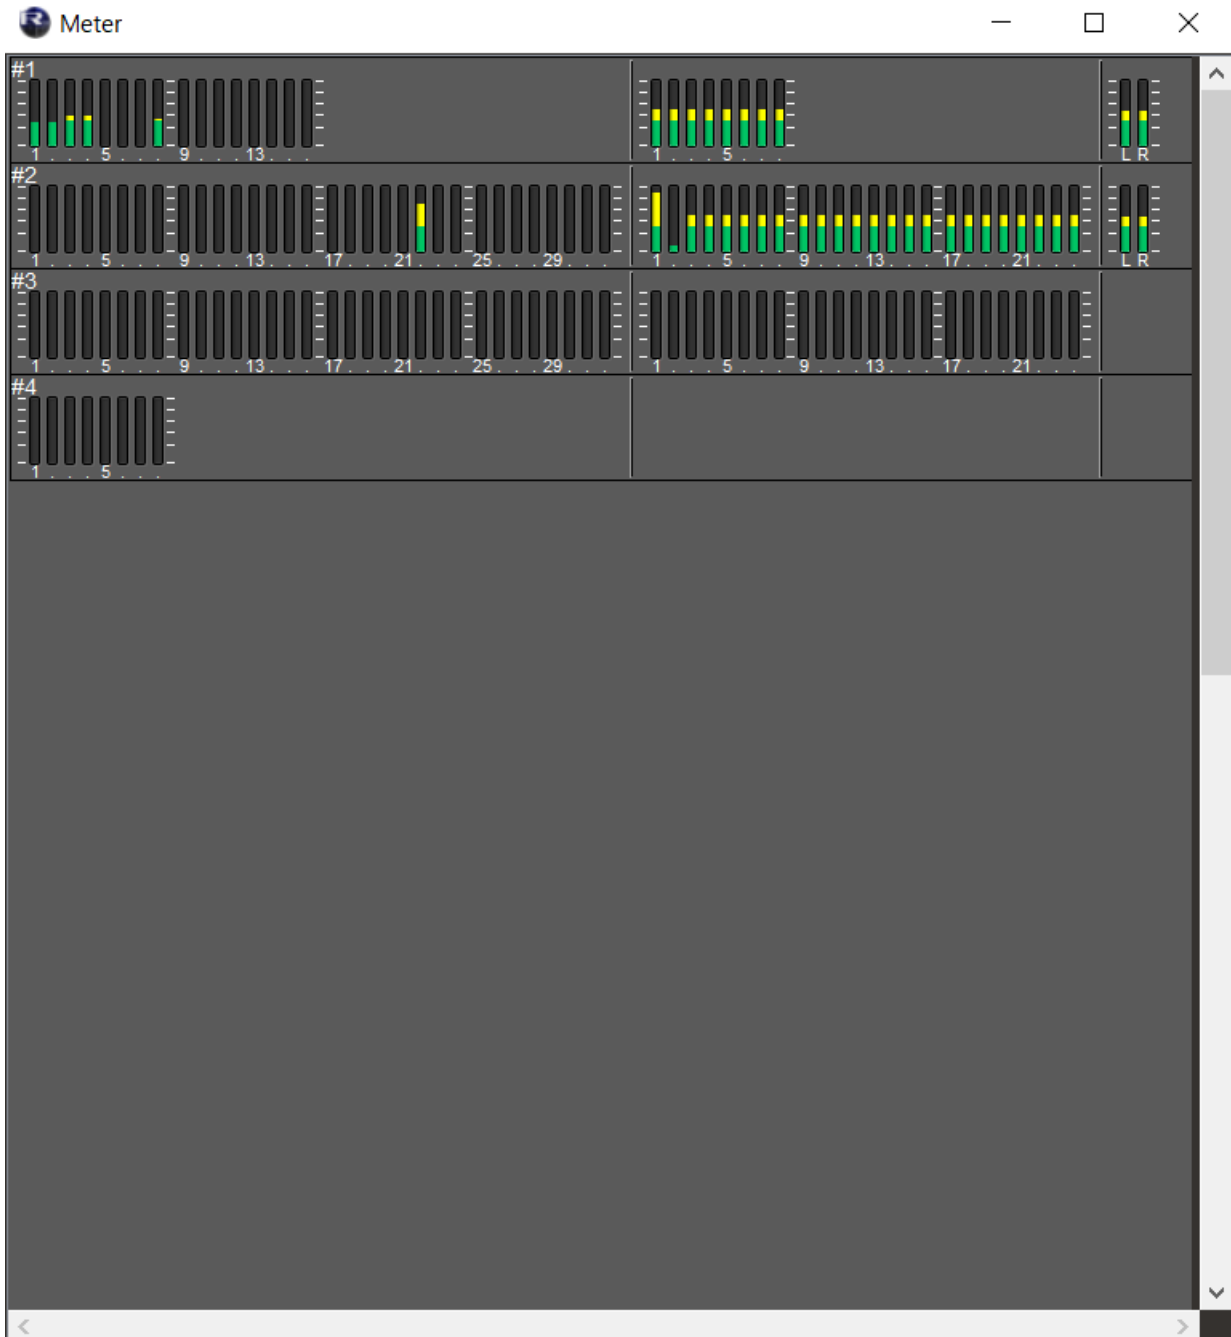 Meter
#1
1 . . . 5 . . . 9 . . . 13 . . . 1 . . . 5 . . . L R
#2
1 . . . 5 . . . 9 . . . 13 . . . 17 . . . 21 . . . 25 . . . 29 . . . 1 . . . 5 . . . 9 . . . 13 . . . 17 . . . 21 . . . L R
#3
1 . . . 5 . . . 9 . . . 13 . . . 17 . . . 21 . . . 25 . . . 29 . . . 1 . . . 5 . . . 9 . . . 13 . . . 17 . . . 21 . . .
#4
1 . . . 5 . . .